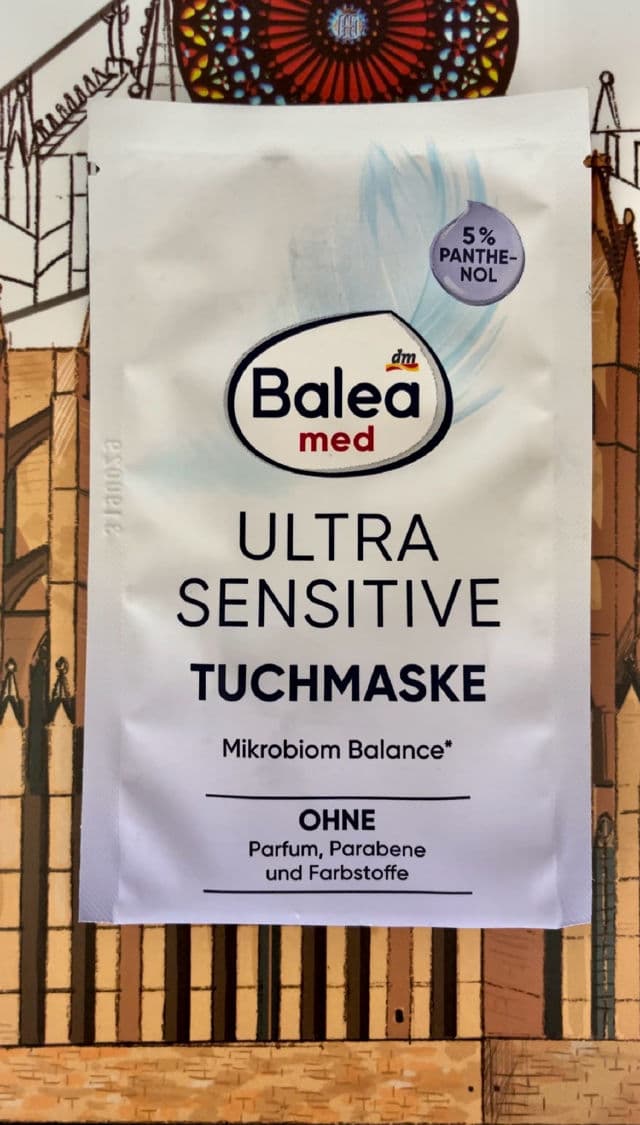 5%
PANTHE-
NOL
dm
Balea
med
ULTRA
SENSITIVE
TUCHMASKE
Mikrobiom Balance*
OHNE
Parfum, Parabene
und Farbstoffe